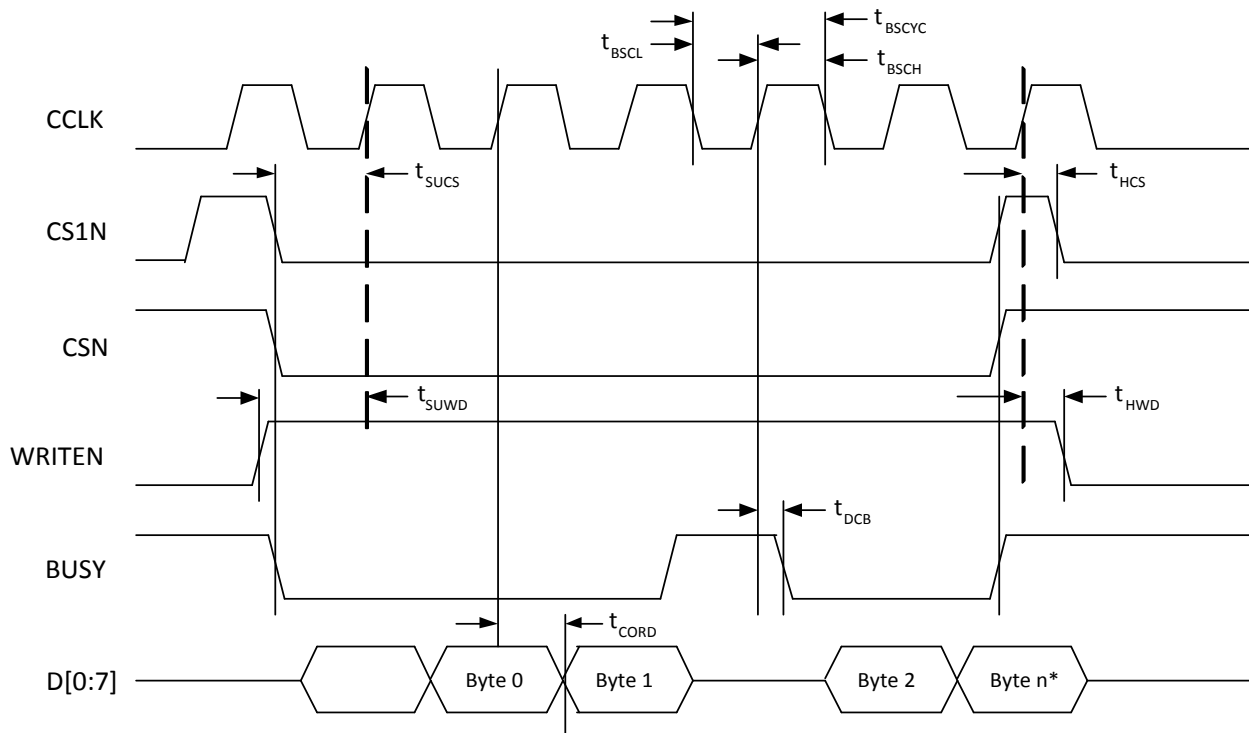 t_BSCYC
t_BSCL
t_BSCH
CCLK
t_SUCS
t_HCS
CS1N
CSN
t_SUWD
t_HWD
WRITEN
t_DCB
BUSY
t_CORD
D[0:7]
Byte 0
Byte 1
Byte 2
Byte n*